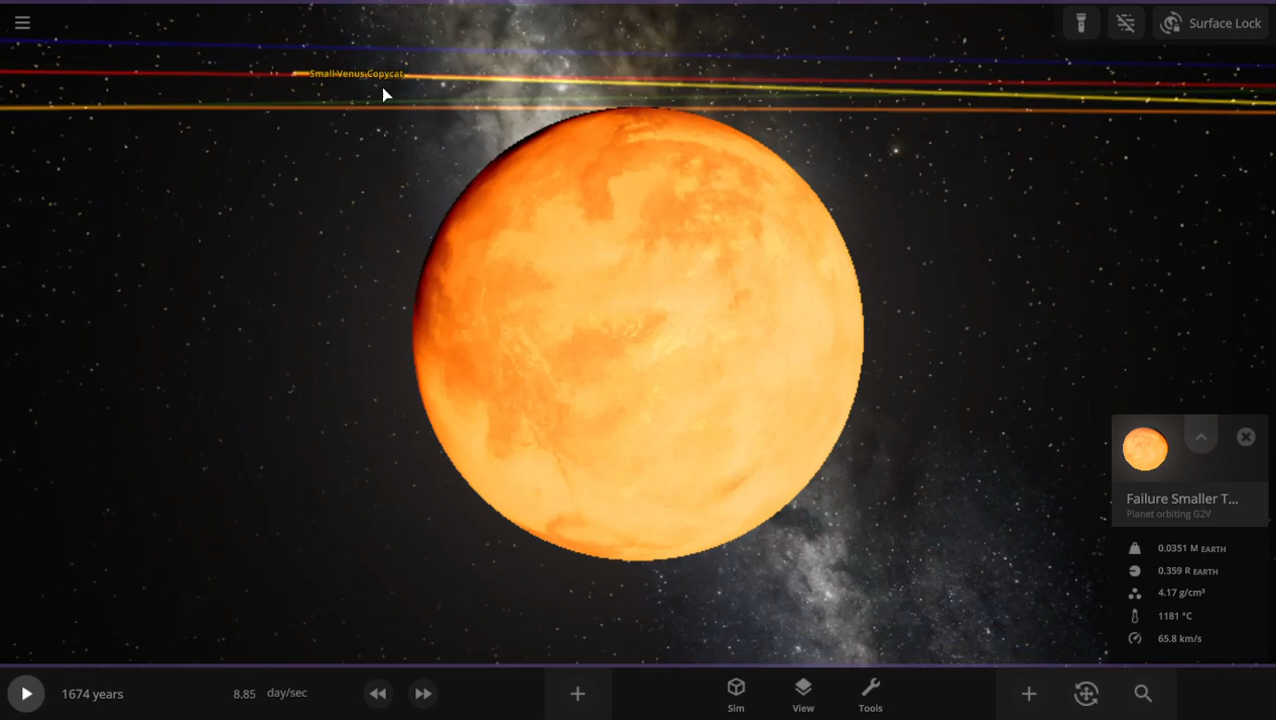 Surface Lock
Small Venus Copycat
Failure Smaller T...
Planet orbiting G2V
0.0351 M EARTH
0.359 R EARTH
4.17 g/cm³
1181 °C
65.8 km/s
1674 years
8.85 day/sec
Sim
View
Tools